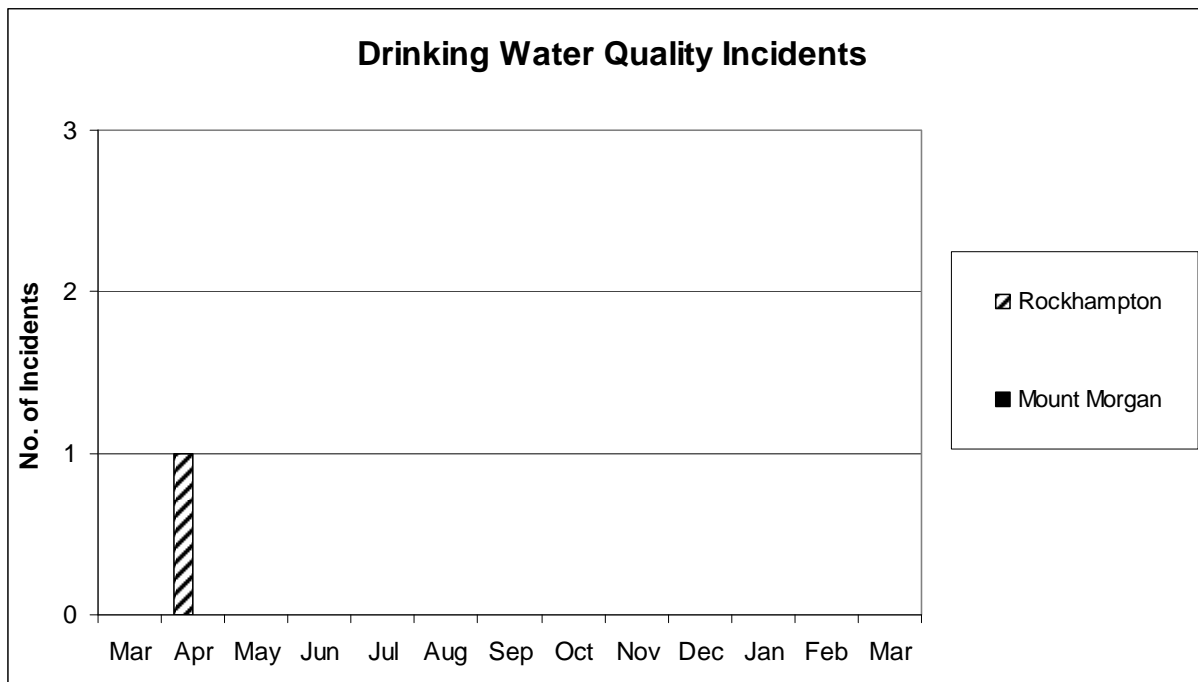 Drinking Water Quality Incidents
No. of Incidents
3
2
1
0
Mar Apr May Jun Jul Aug Sep Oct Nov Dec Jan Feb Mar
Rockhampton
Mount Morgan